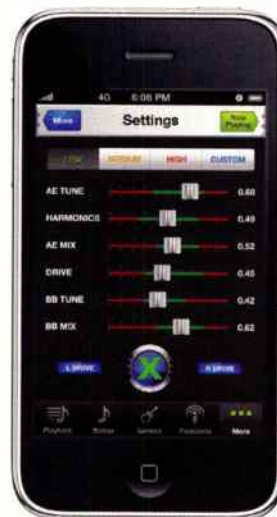 4G 6:06 PM
More Settings Now Playing
LOW MEDIUM HIGH CUSTOM
AE TUNE 0.68
HARMONICS 0.49
AE MIX 0.52
DRIVE 0.45
BB TUNE 0.42
BB MIX 0.62
L DRIVE X R DRIVE
Playback Genres Podcasts More